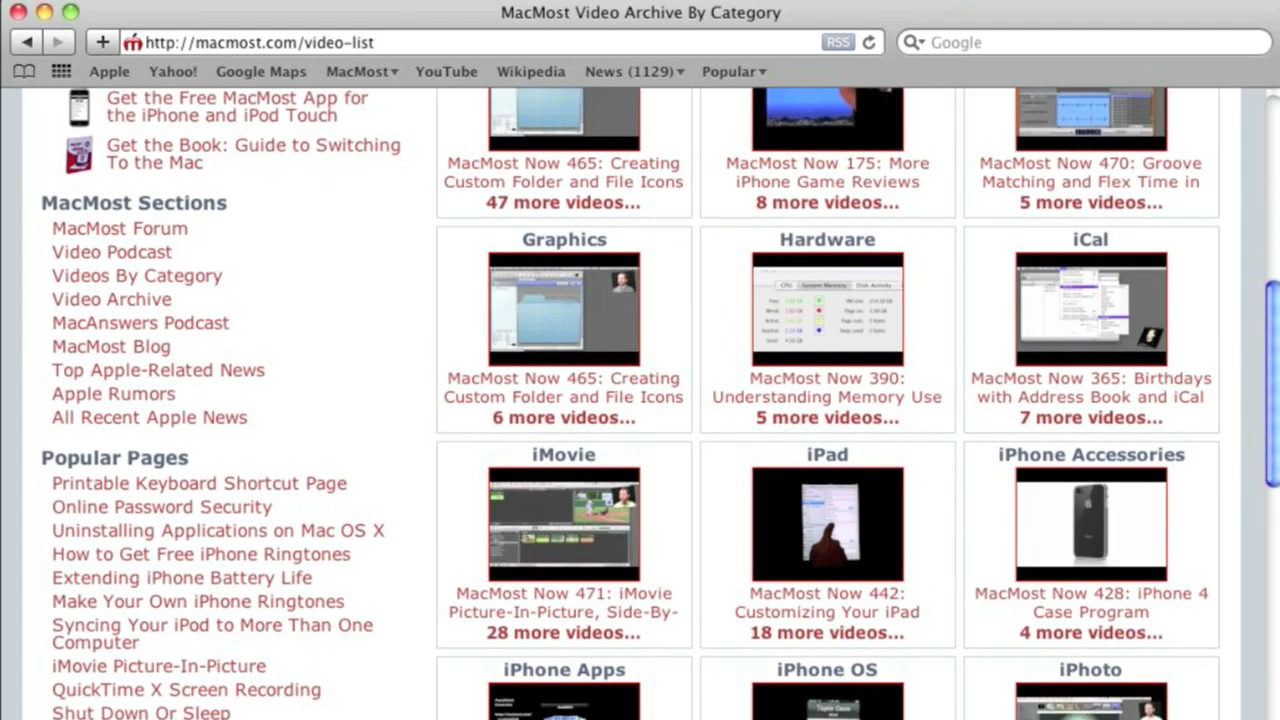 MacMost Video Archive By Category
http://macmost.com/video-list
RSS
Google
Apple
Yahoo!
Google Maps
MacMost
YouTube
Wikipedia
News (1129)
Popular
Get the Free MacMost App for
the iPhone and iPod Touch
Get the Book: Guide to Switching
To the Mac
MacMost Sections
MacMost Forum
Video Podcast
Videos By Category
Video Archive
MacAnswers Podcast
MacMost Blog
Top Apple-Related News
Apple Rumors
All Recent Apple News
Popular Pages
Printable Keyboard Shortcut Page
Online Password Security
Uninstalling Applications on Mac OS X
How to Get Free iPhone Ringtones
Extending iPhone Battery Life
Make Your Own iPhone Ringtones
Syncing Your iPod to More Than One
Computer
iMovie Picture-In-Picture
QuickTime X Screen Recording
Shut Down Or Sleep
MacMost Now 465: Creating
Custom Folder and File Icons
47 more videos...
MacMost Now 175: More
iPhone Game Reviews
8 more videos...
MacMost Now 470: Groove
Matching and Flex Time in
5 more videos...
Graphics
MacMost Now 465: Creating
Custom Folder and File Icons
6 more videos...
Hardware
CPU
System Memory
Disk Activity
MacMost Now 390:
Understanding Memory Use
5 more videos...
iCal
MacMost Now 365: Birthdays
with Address Book and iCal
7 more videos...
iMovie
MacMost Now 471: iMovie
Picture-In-Picture, Side-By-
28 more videos...
iPad
MacMost Now 442:
Customizing Your iPad
18 more videos...
iPhone Accessories
MacMost Now 428: iPhone 4
Case Program
4 more videos...
iPhone Apps
iPhone OS
iPhoto